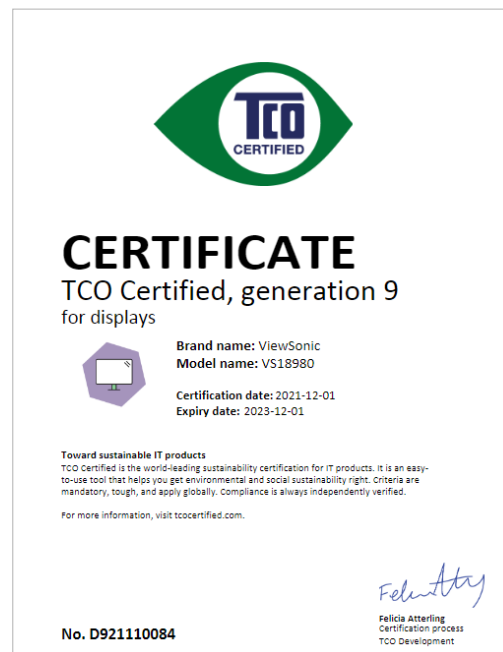 TCO
CERTIFIED
CERTIFICATE
TCO Certified, generation 9
for displays
Brand name: ViewSonic
Model name: VS18980
Certification date: 2021-12-01
Expiry date: 2023-12-01
Toward sustainable IT products
TCO Certified is the world-leading sustainability certification for IT products. It is an easy-
to-use tool that helps you get environmental and social sustainability right. Criteria are
mandatory, tough, and apply globally. Compliance is always independently verified.
For more information, visit tcocertified.com.
Felicia Atterling
Certification process
TCO Development
No. D921110084